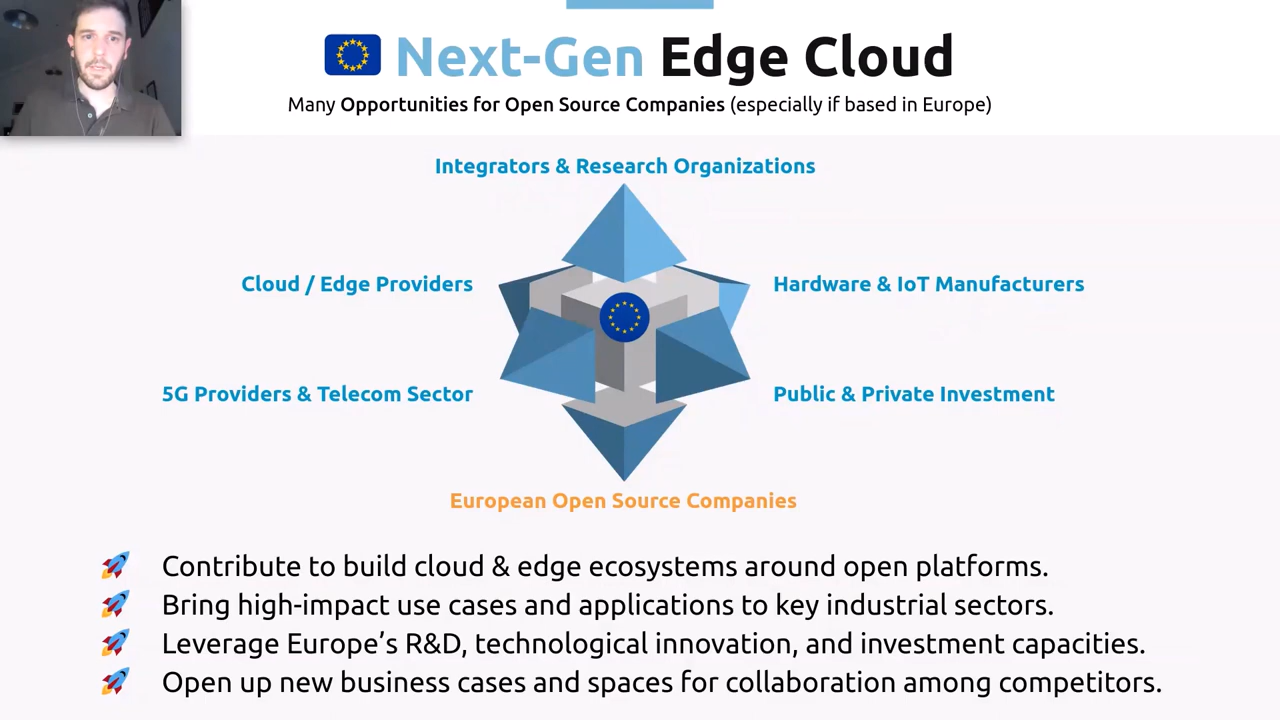 Next-Gen Edge Cloud
Many Opportunities for Open Source Companies (especially if based in Europe)
Integrators & Research Organizations
Cloud / Edge Providers
Hardware & IoT Manufacturers
5G Providers & Telecom Sector
Public & Private Investment
European Open Source Companies
Contribute to build cloud & edge ecosystems around open platforms.
Bring high-impact use cases and applications to key industrial sectors.
Leverage Europe’s R&D, technological innovation, and investment capacities.
Open up new business cases and spaces for collaboration among competitors.